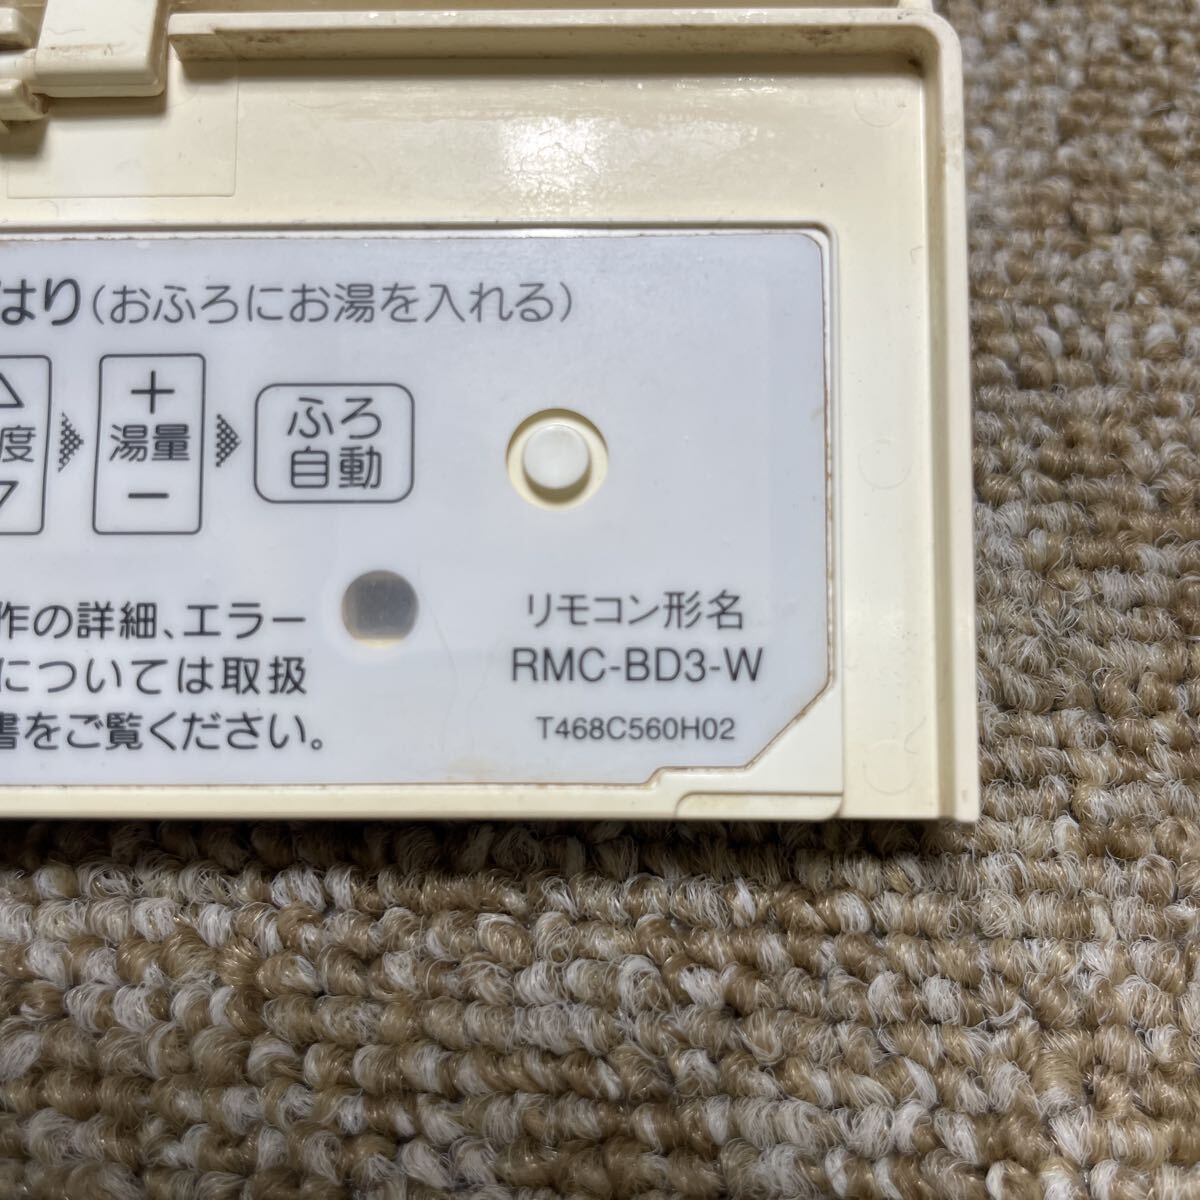 はり(おふろにお湯を入れる)
度
＋
湯量
－
ふろ
自動
作の詳細、エラー
については取扱
書をご覧ください。
リモコン形名
RMC-BD3-W
T468C560H02